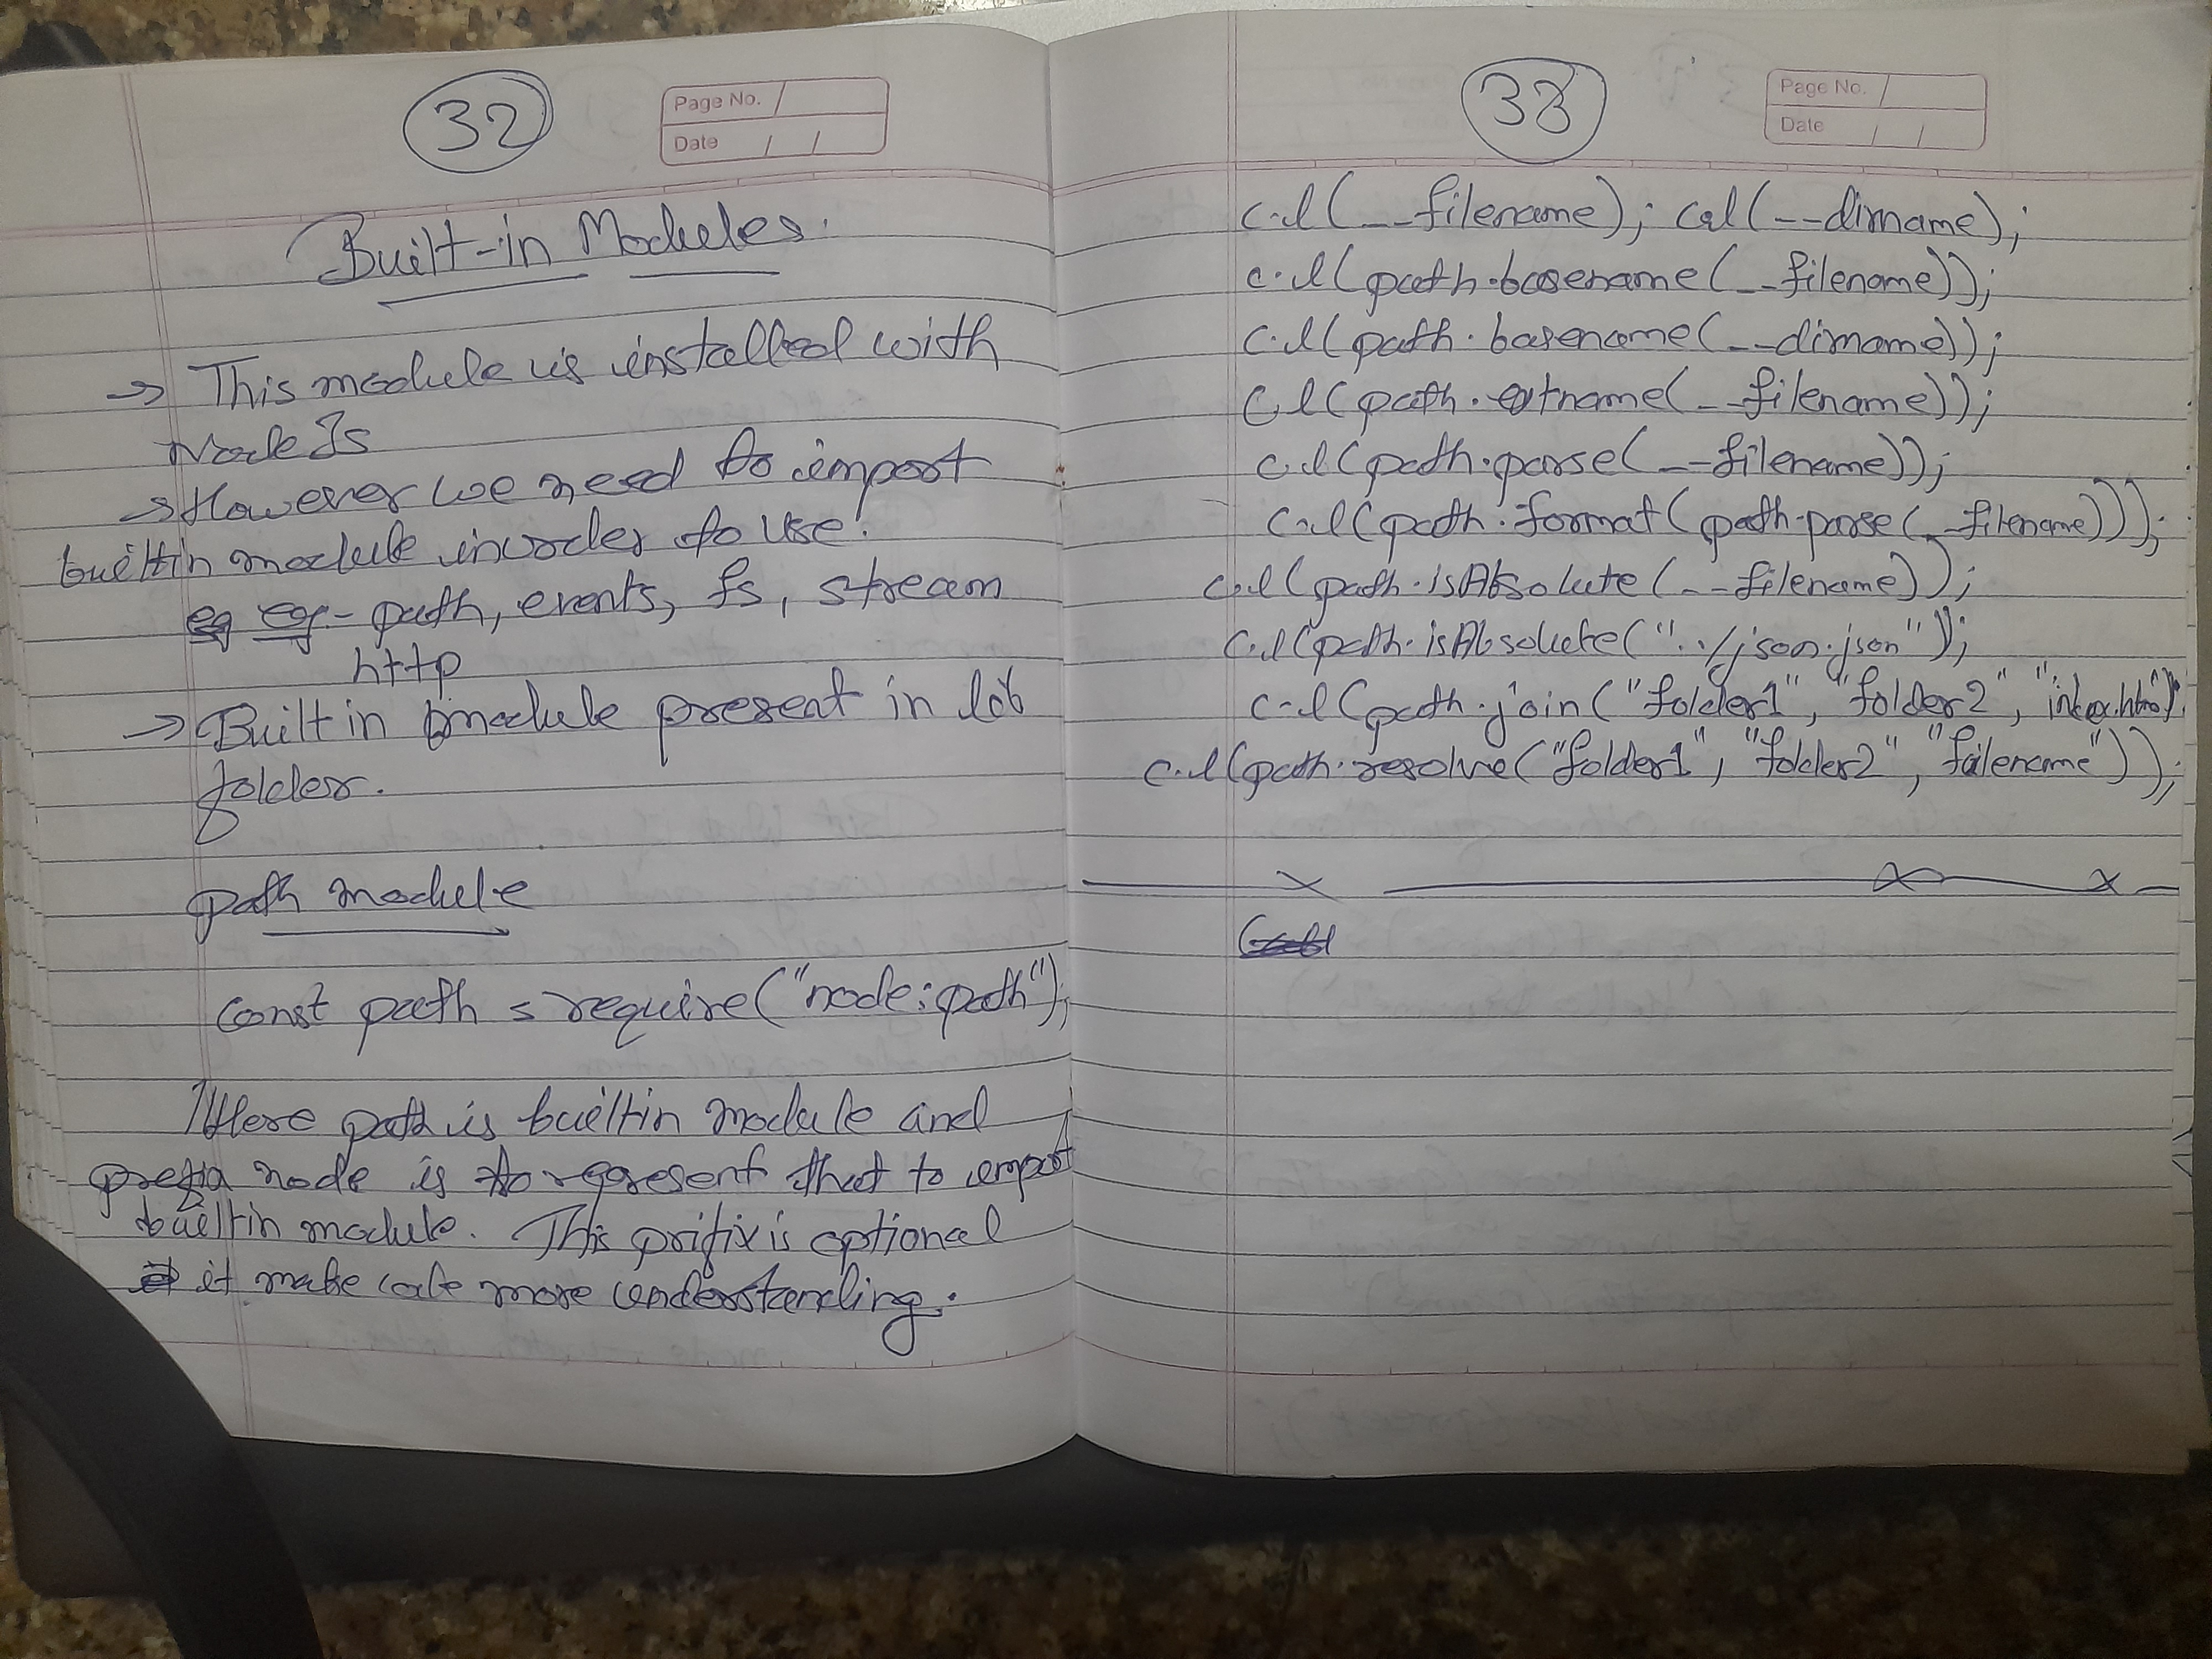 32
Page No.
Date / /
Built-in Modules.
→ This module is installed with
Node Js
→ However we need to import
builtin module inorder to use.
eg eg:- path, events, fs, stream
http
→ Built in module present in lib
folder.
path module
const path = require("node:path");
Here path is builtin module and
prefix node is to represent that to import
builtin module. This prifix is optional
it make code more understanding.
33
Page No.
Date / /
c.l(__filename); c.l(__dirname);
c.l(path.basename(__filename));
c.l(path.basename(__dirname));
c.l(path.extname(__filename));
c.l(path.parse(__filename));
c.l(path.format(path.parse(__filename)));
c.l(path.isAbsolute(__filename));
c.l(path.isAbsolute("../json.json"));
c.l(path.join("folder1", "folder2", "index.html"));
c.l(path.resolve("folder1", "folder2", "filename"));